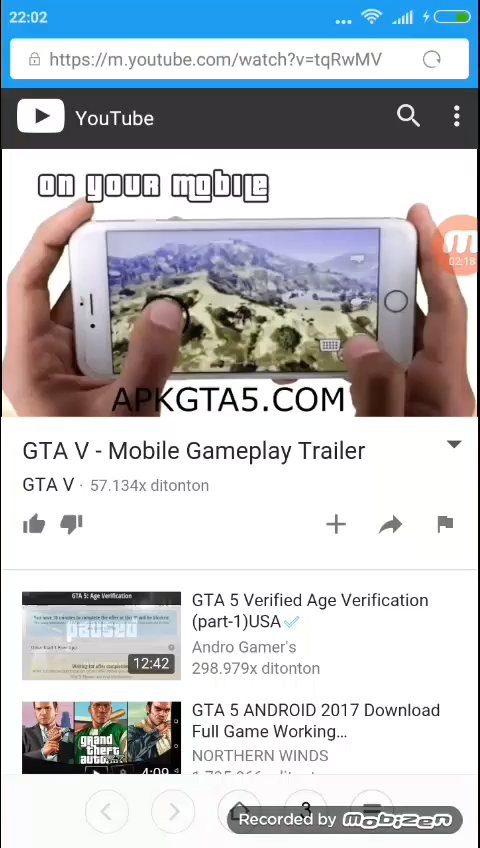 22:02
https://m.youtube.com/watch?v=tqRwMV
YouTube
on your mobile
02:18
APKGTA5.COM
GTA V - Mobile Gameplay Trailer
GTA V · 57.134x ditonton
GTA 5: Age Verification
paused
12:42
GTA 5 Verified Age Verification
(part-1)USA✅
Andro Gamer's
298.979x ditonton
grand
theft
auto
4:09
GTA 5 ANDROID 2017 Download
Full Game Working...
NORTHERN WINDS
3
Recorded by mobizen